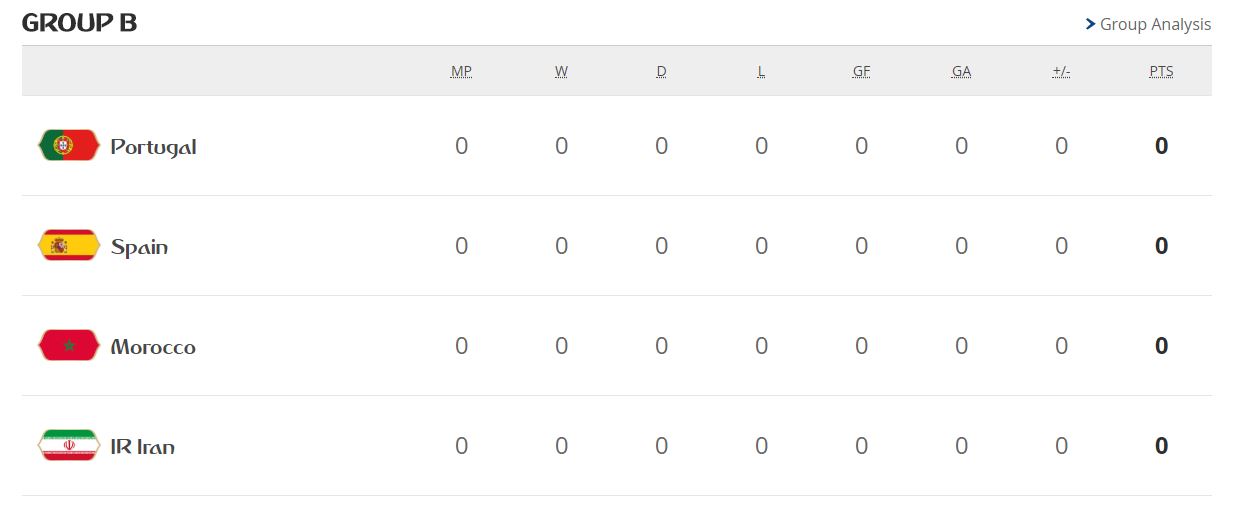 GROUP B
Group Analysis
MP W D L GF GA +/- PTS
Portugal 0 0 0 0 0 0 0 0
Spain 0 0 0 0 0 0 0 0
Morocco 0 0 0 0 0 0 0 0
IR Iran 0 0 0 0 0 0 0 0